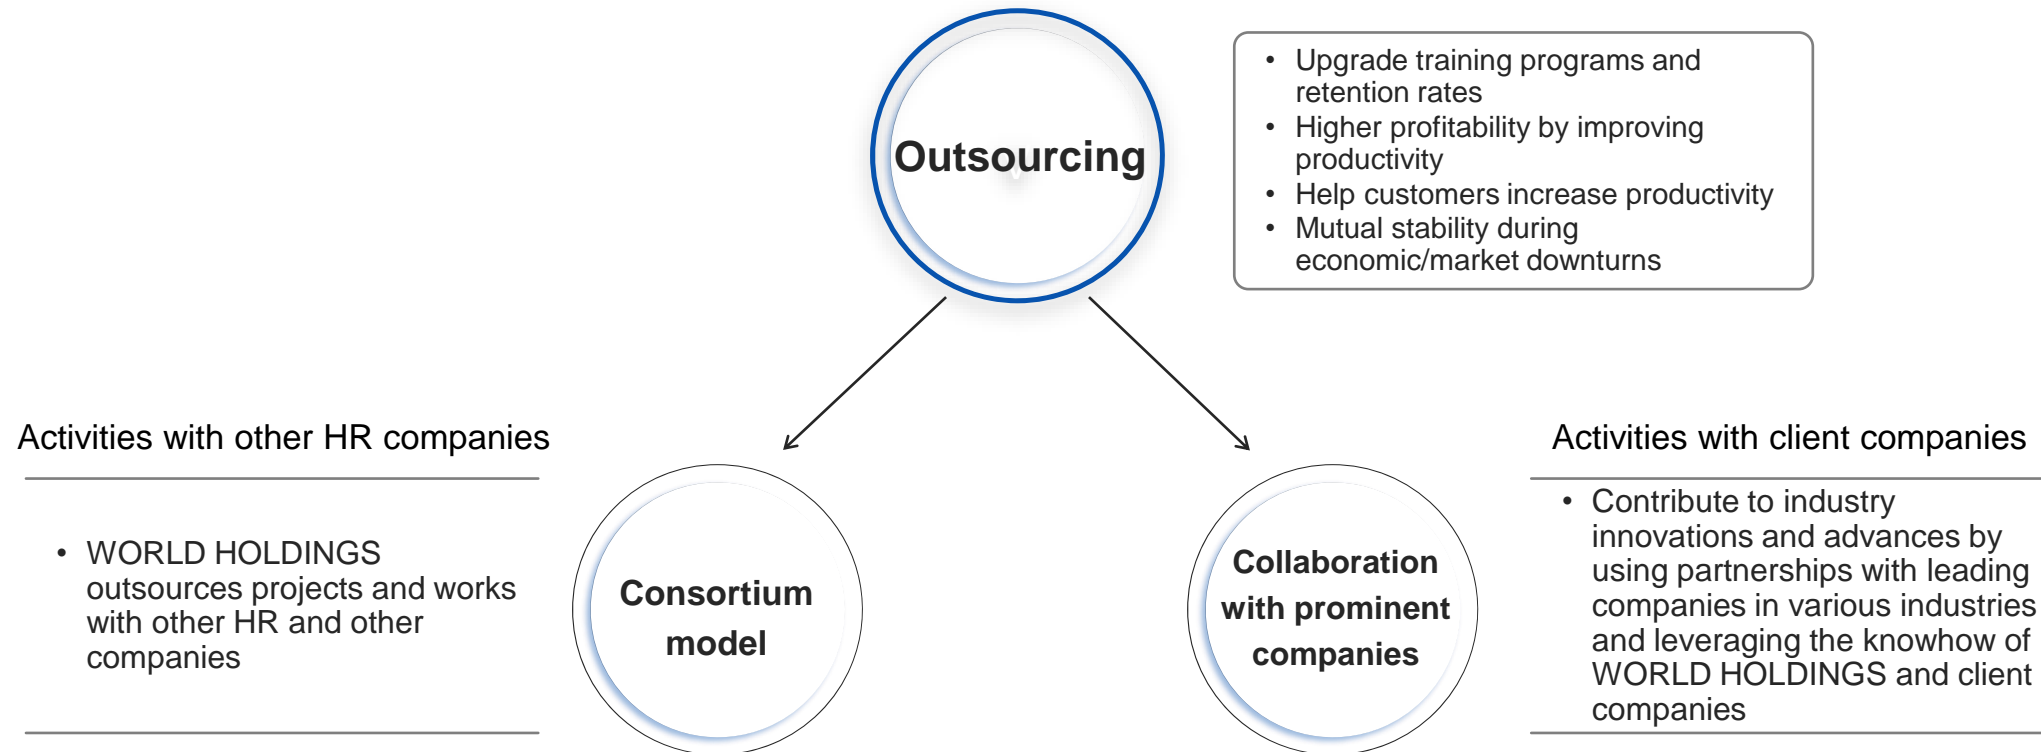 Outsourcing
• Upgrade training programs and
retention rates
• Higher profitability by improving
productivity
• Help customers increase productivity
• Mutual stability during
economic/market downturns
Activities with other HR companies
• WORLD HOLDINGS
outsources projects and works
with other HR and other
companies
Consortium
model
Collaboration
with prominent
companies
Activities with client companies
• Contribute to industry
innovations and advances by
using partnerships with leading
companies in various industries
and leveraging the knowhow of
WORLD HOLDINGS and client
companies